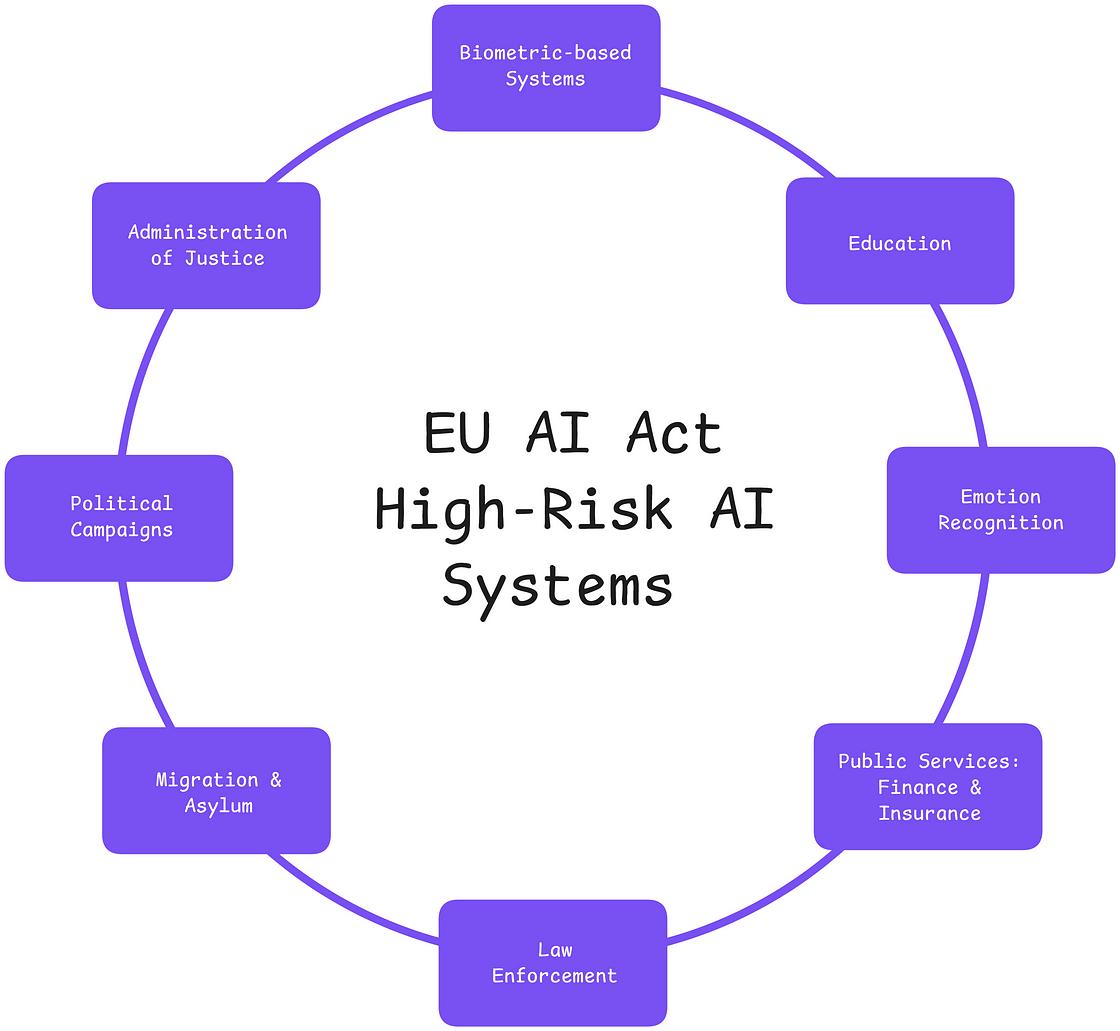 Biometric-based
Systems
Administration
of Justice
Education
EU AI Act
High-Risk AI
Systems
Political
Campaigns
Emotion
Recognition
Migration &
Asylum
Public Services:
Finance &
Insurance
Law
Enforcement